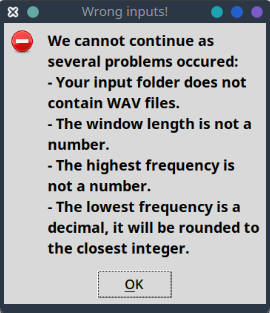 Wrong inputs!
We cannot continue as
several problems occured:
- Your input folder does not
contain WAV files.
- The window length is not a
number.
- The highest frequency is
not a number.
- The lowest frequency is a
decimal, it will be rounded to
the closest integer.
OK